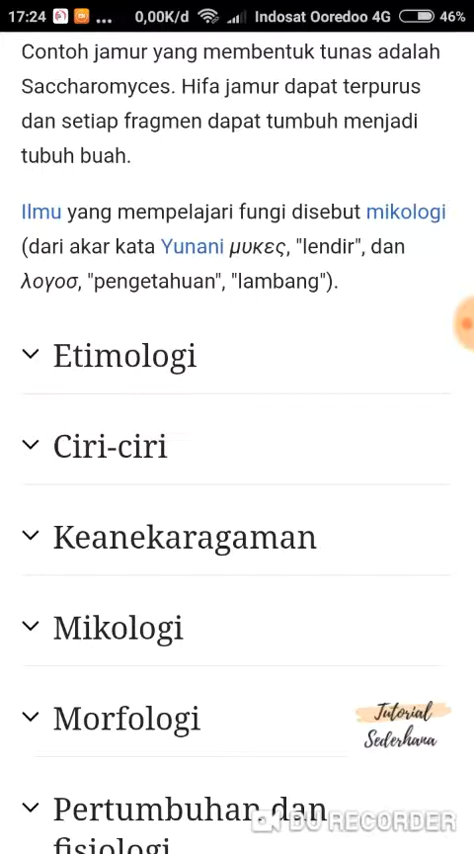 17:24 ... 0,00K/d Indosat Ooredoo 4G 46%
Contoh jamur yang membentuk tunas adalah
Saccharomyces. Hifa jamur dapat terpurus
dan setiap fragmen dapat tumbuh menjadi
tubuh buah.
Ilmu yang mempelajari fungi disebut mikologi
(dari akar kata Yunani μυκες, "lendir", dan
λογοσ, "pengetahuan", "lambang").
Etimologi
Ciri-ciri
Keanekaragaman
Mikologi
Morfologi
Tutorial
Sederhana
Pertumbuhan dan
fisiologi
DU RECORDER